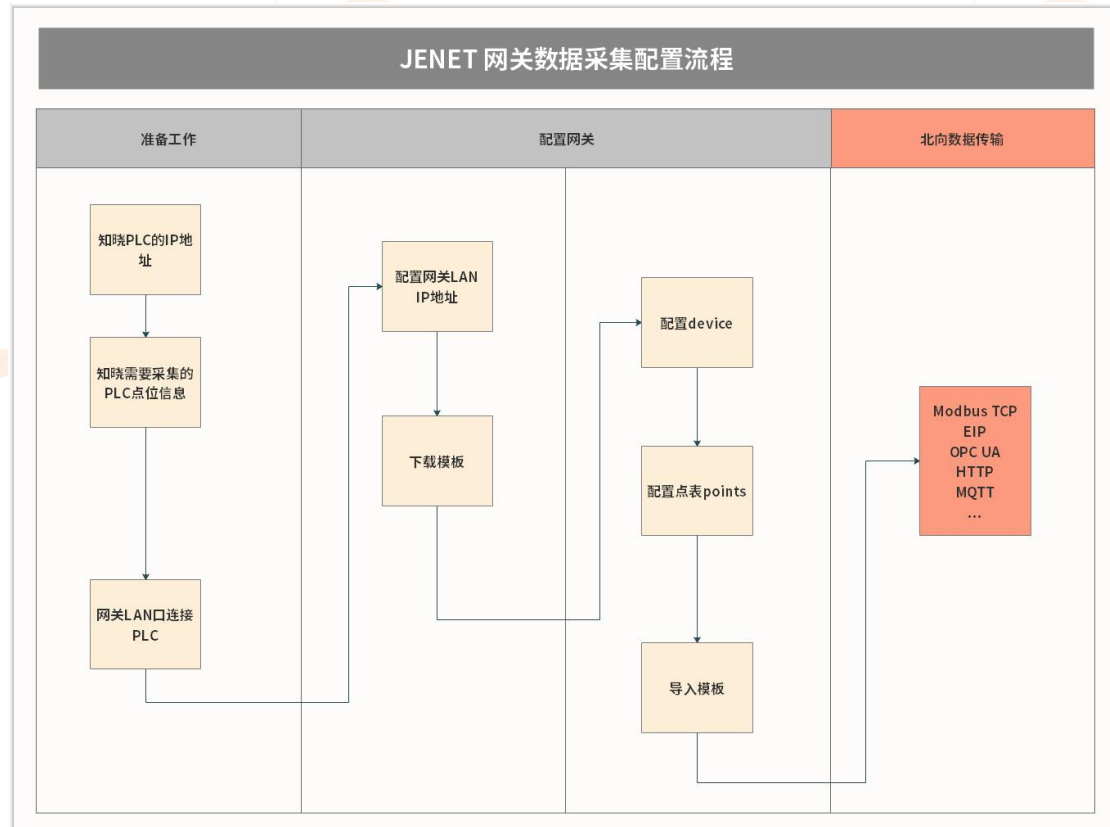 JENET 网关数据采集配置流程
准备工作
配置网关
北向数据传输
知晓PLC的IP地
址
知晓需要采集的
PLC点位信息
网关LAN口连接
PLC
配置网关LAN
IP地址
下载模板
配置device
配置点表points
导入模板
Modbus TCP
EIP
OPC UA
HTTP
MQTT
...